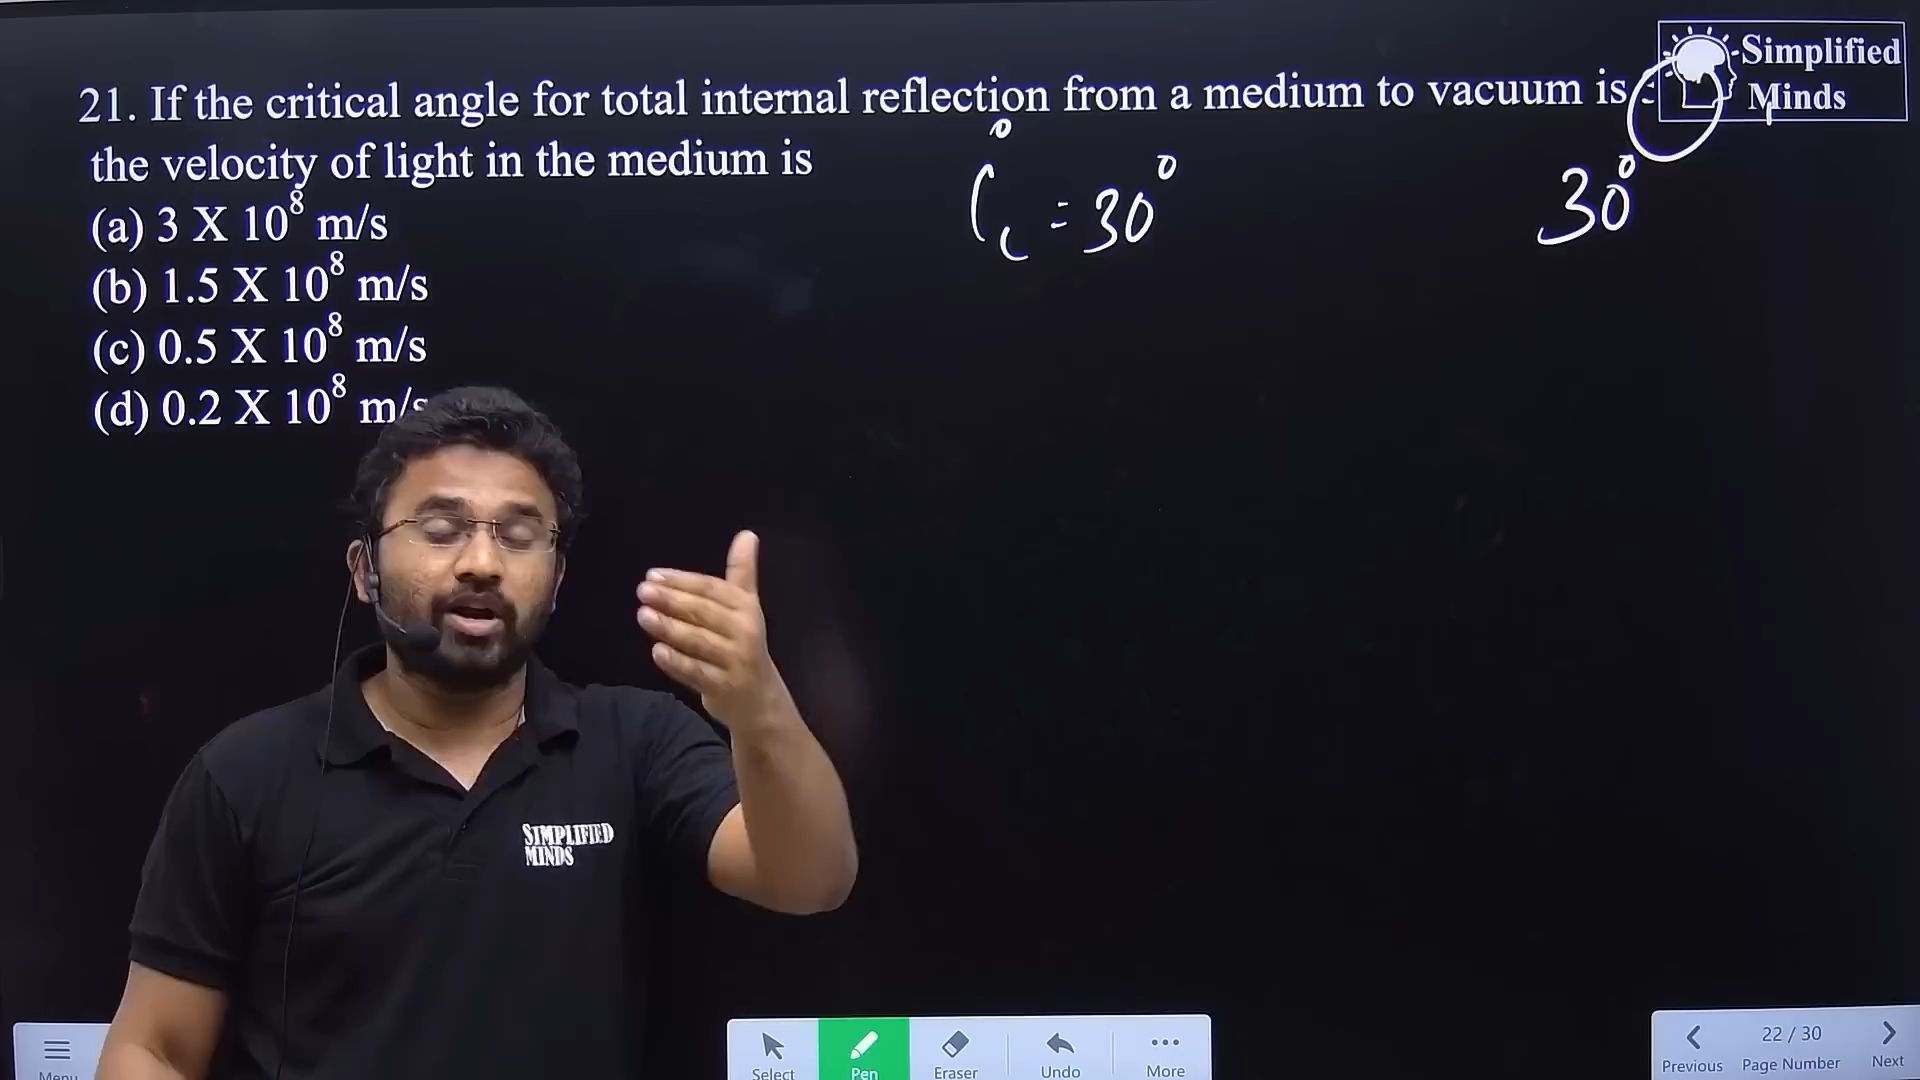 21. If the critical angle for total internal reflection from a medium to vacuum is
the velocity of light in the medium is
(a) 3 X 10⁸ m/s
(b) 1.5 X 10⁸ m/s
(c) 0.5 X 10⁸ m/s
(d) 0.2 X 10⁸ m/s
i꜀ = 30°
30°
Simplified
Minds
SIMPLIFIED
MINDS
Menu
Select
Pen
Eraser
Undo
More
22 / 30
Previous
Page Number
Next